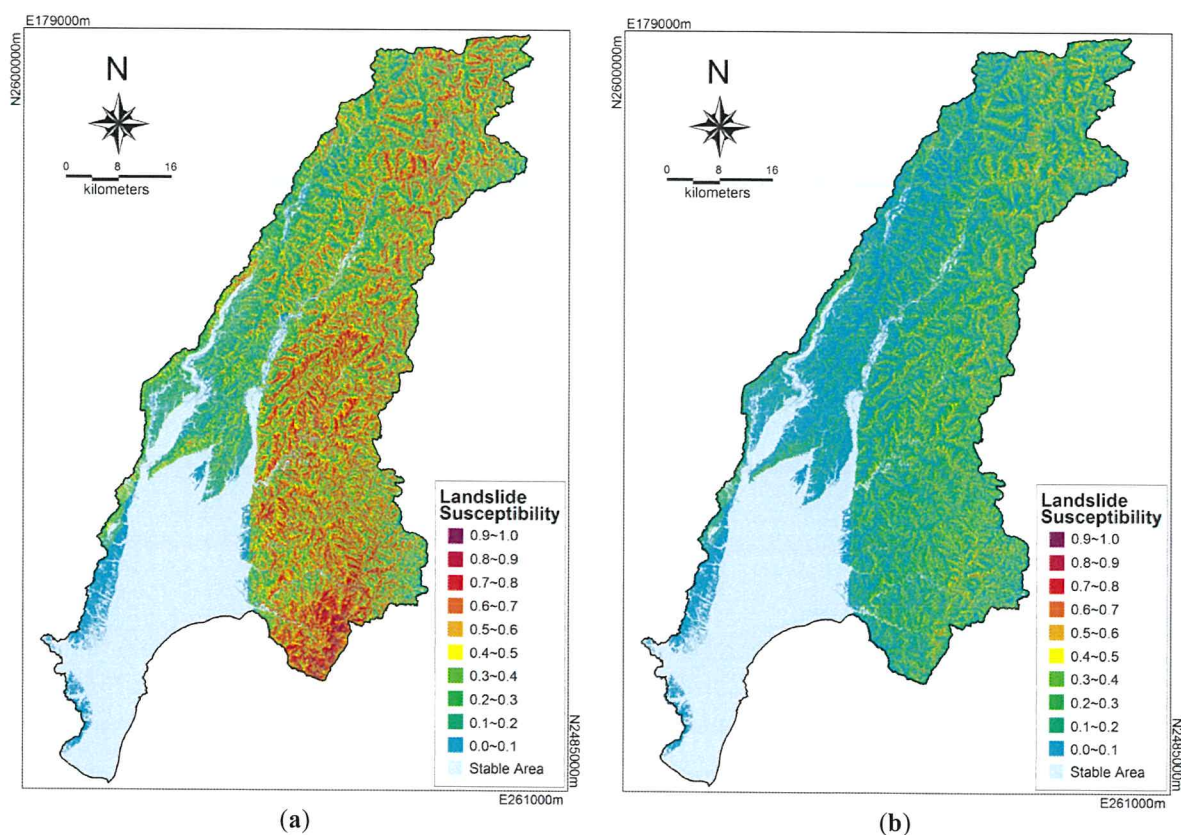 E179000m
N2600000m
N
0 8 16
kilometers
Landslide
Susceptibility
0.9~1.0
0.8~0.9
0.7~0.8
0.6~0.7
0.5~0.6
0.4~0.5
0.3~0.4
0.2~0.3
0.1~0.2
0.0~0.1
Stable Area
N2485000m
E261000m
(a)
E179000m
N2600000m
N
0 8 16
kilometers
Landslide
Susceptibility
0.9~1.0
0.8~0.9
0.7~0.8
0.6~0.7
0.5~0.6
0.4~0.5
0.3~0.4
0.2~0.3
0.1~0.2
0.0~0.1
Stable Area
N2485000m
E261000m
(b)